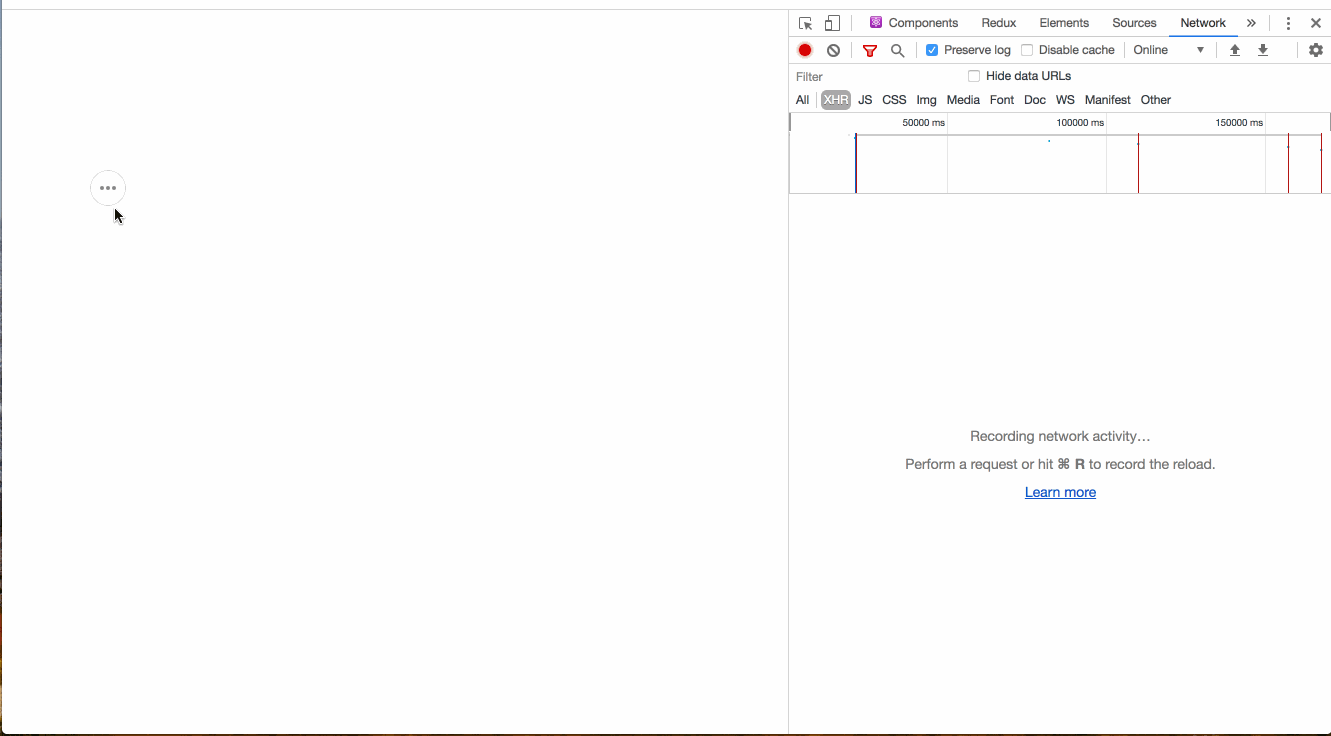 Components Redux Elements Sources Network
Preserve log Disable cache Online
Filter Hide data URLs
All XHR JS CSS Img Media Font Doc WS Manifest Other
50000 ms 100000 ms 150000 ms
Recording network activity…
Perform a request or hit ⌘ R to record the reload.
Learn more